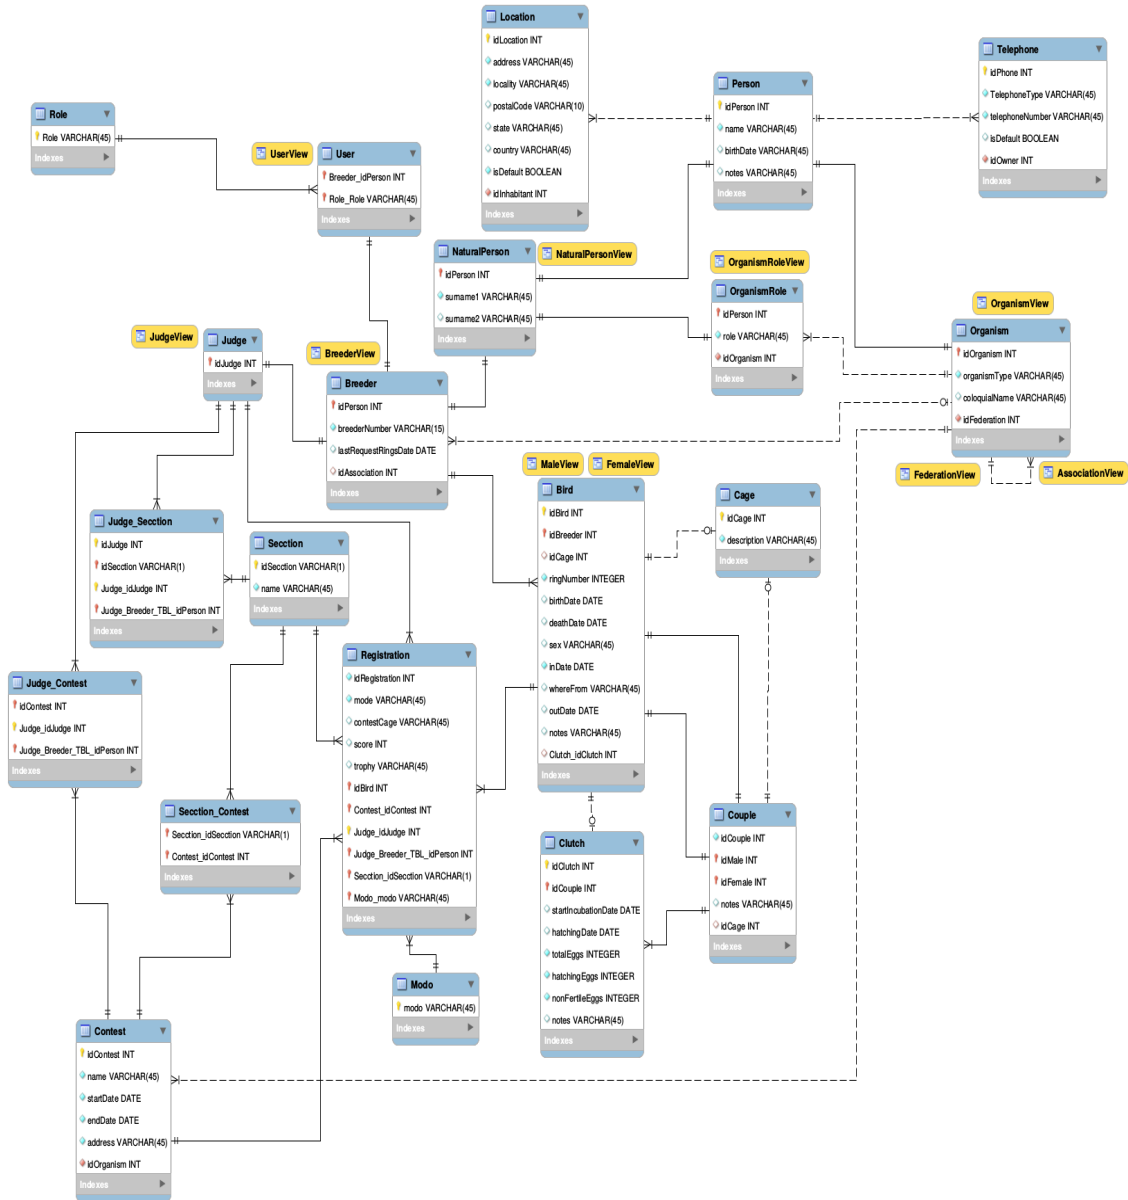 Location
idLocation INT
address VARCHAR(45)
locality VARCHAR(45)
postalCode VARCHAR(10)
state VARCHAR(45)
country VARCHAR(45)
isDefault BOOLEAN
idInhabitant INT
Indexes
Person
idPerson INT
name VARCHAR(45)
birthDate VARCHAR(45)
notes VARCHAR(45)
Indexes
Telephone
idPhone INT
TelephoneType VARCHAR(45)
telephoneNumber VARCHAR(45)
isDefault BOOLEAN
idOwner INT
Indexes
Role
Role VARCHAR(45)
Indexes
UserView
User
Breeder_idPerson INT
Role_Role VARCHAR(45)
Indexes
NaturalPerson
idPerson INT
surname1 VARCHAR(45)
surname2 VARCHAR(45)
Indexes
NaturalPersonView
OrganismRoleView
OrganismRole
idPerson INT
role VARCHAR(45)
idOrganism INT
Indexes
OrganismView
Organism
idOrganism INT
organismType VARCHAR(45)
coloquialName VARCHAR(45)
idFederation INT
Indexes
FederationView
AssociationView
JudgeView
Judge
idJudge INT
Indexes
BreederView
Breeder
idPerson INT
breederNumber VARCHAR(15)
lastRequestRingsDate DATE
idAssociation INT
Indexes
MaleView
FemaleView
Bird
idBird INT
idBreeder INT
idCage INT
ringNumber INTEGER
birthDate DATE
deathDate DATE
sex VARCHAR(45)
inDate DATE
whereFrom VARCHAR(45)
outDate DATE
notes VARCHAR(45)
Clutch_idClutch INT
Indexes
Cage
idCage INT
description VARCHAR(45)
Indexes
Judge_Secction
idJudge INT
idSecction VARCHAR(1)
Judge_idJudge INT
Judge_Breeder_TBL_idPerson INT
Indexes
Secction
idSecction VARCHAR(1)
name VARCHAR(45)
Indexes
Registration
idRegistration INT
mode VARCHAR(45)
contestCage VARCHAR(45)
score INT
trophy VARCHAR(45)
idBird INT
Contest_idContest INT
Judge_idJudge INT
Judge_Breeder_TBL_idPerson INT
Secction_idSecction VARCHAR(1)
Modo_modo VARCHAR(45)
Indexes
Judge_Contest
idContest INT
Judge_idJudge INT
Judge_Breeder_TBL_idPerson INT
Indexes
Secction_Contest
Secction_idSecction VARCHAR(1)
Contest_idContest INT
Indexes
Clutch
idClutch INT
idCouple INT
startIncubationDate DATE
hatchingDate DATE
totalEggs INTEGER
hatchingEggs INTEGER
nonFertileEggs INTEGER
notes VARCHAR(45)
Indexes
Couple
idCouple INT
idMale INT
idFemale INT
notes VARCHAR(45)
idCage INT
Indexes
Modo
modo VARCHAR(45)
Indexes
Contest
idContest INT
name VARCHAR(45)
startDate DATE
endDate DATE
address VARCHAR(45)
idOrganism INT
Indexes